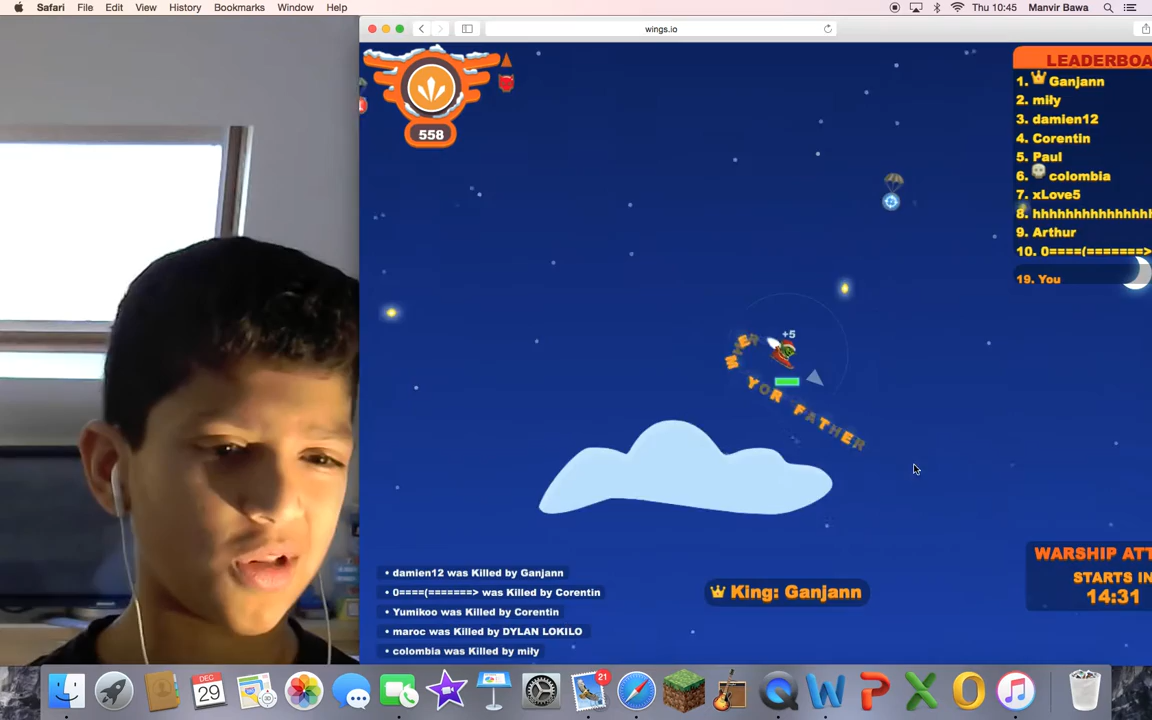 Safari File Edit View History Bookmarks Window Help Thu 10:45 Manvir Bawa
wings.io
LEADERBOA
558
1. Ganjann
2. miły
3. damien12
4. Corentin
5. Paul
6. colombia
7. xLove5
8. hhhhhhhhhhhhhh
9. Arthur
10. 0====(=======>
19. You
+5
YOR FATHER
WARSHIP ATT
STARTS IN
14:31
• damien12 was Killed by Ganjann
• 0====(=======> was Killed by Corentin
• Yumikoo was Killed by Corentin
• maroc was Killed by DYLAN LOKILO
• colombia was Killed by miły
King: Ganjann
DEC
29
21